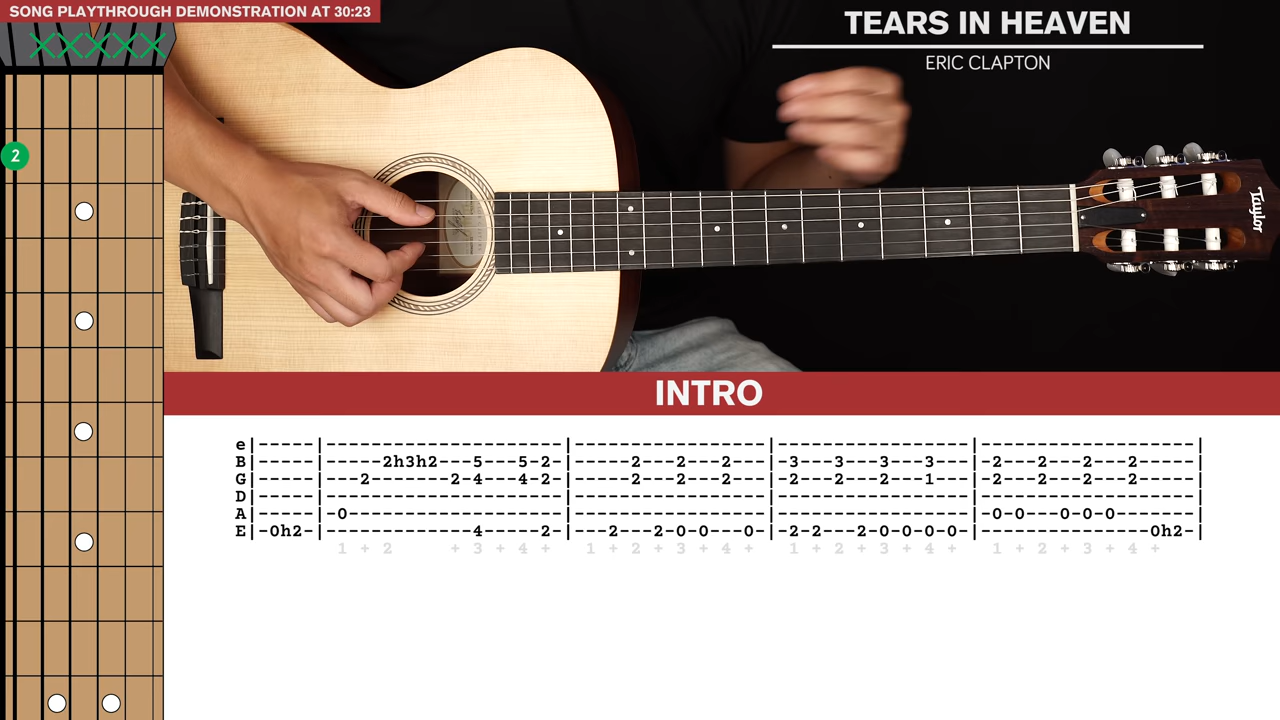 SONG PLAYTHROUGH DEMONSTRATION AT 30:23
XXXXX
2
TEARS IN HEAVEN
ERIC CLAPTON
Taylor
INTRO
e|-----|---------------------|-----------------|-----------------|-------------------|
B|-----|-----2h3h2---5---5-2-|-----2---2---2---|-3---3---3---3---|-2---2---2---2-----|
G|-----|---2-------2-4---4-2-|-----2---2---2---|-2---2---2---1---|-2---2---2---2-----|
D|-----|---------------------|-----------------|-----------------|-------------------|
A|-----|-0-------------------|-----------------|-----------------|-0-0---0-0-0-------|
E|-0h2-|-------------4-----2-|---2---2-0-0---0-|-2-2---2-0-0-0-0-|---------------0h2-|
1 + 2 + 3 + 4 + 1 + 2 + 3 + 4 + 1 + 2 + 3 + 4 + 1 + 2 + 3 + 4 +